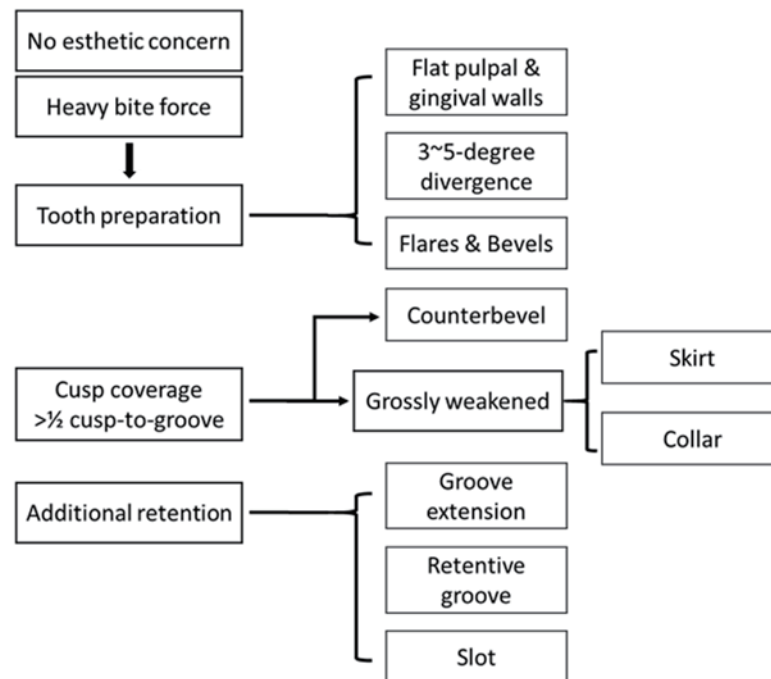 No esthetic concern
Heavy bite force
Tooth preparation
Flat pulpal &
gingival walls
3~5-degree
divergence
Flares & Bevels
Cusp coverage
>½ cusp-to-groove
Counterbevel
Grossly weakened
Skirt
Collar
Additional retention
Groove
extension
Retentive
groove
Slot